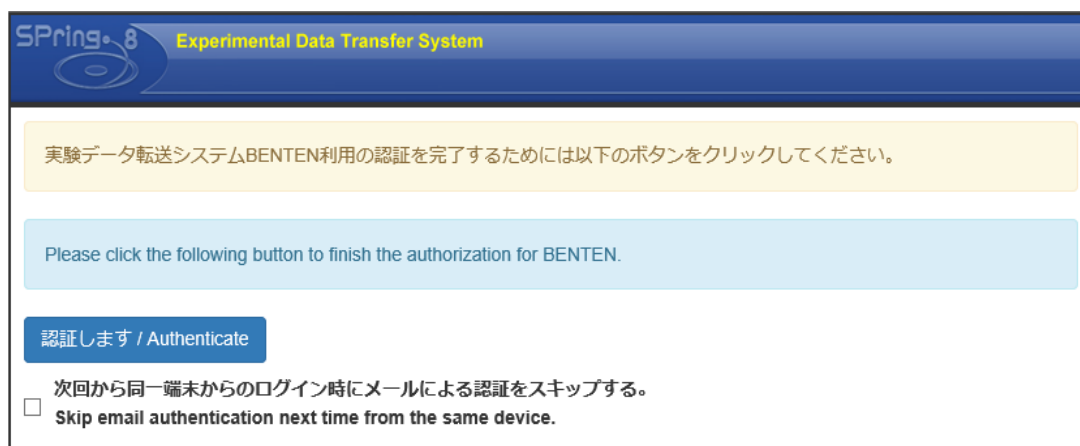 SPring-8
Experimental Data Transfer System
実験データ転送システムBENTEN利用の認証を完了するためには以下のボタンをクリックしてください。
Please click the following button to finish the authorization for BENTEN.
認証します / Authenticate
次回から同一端末からのログイン時にメールによる認証をスキップする。
Skip email authentication next time from the same device.